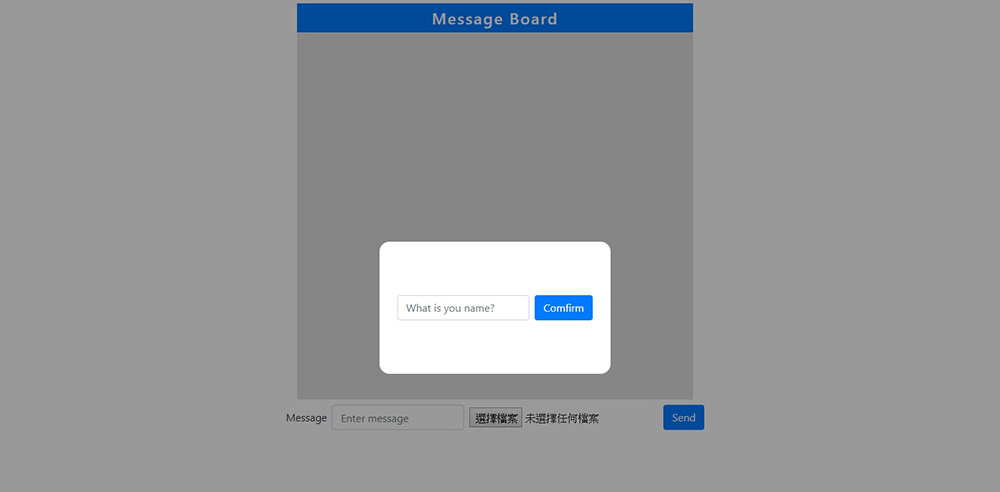 Message Board
What is you name? Comfirm
Message Enter message 選擇檔案 未選擇任何檔案 Send